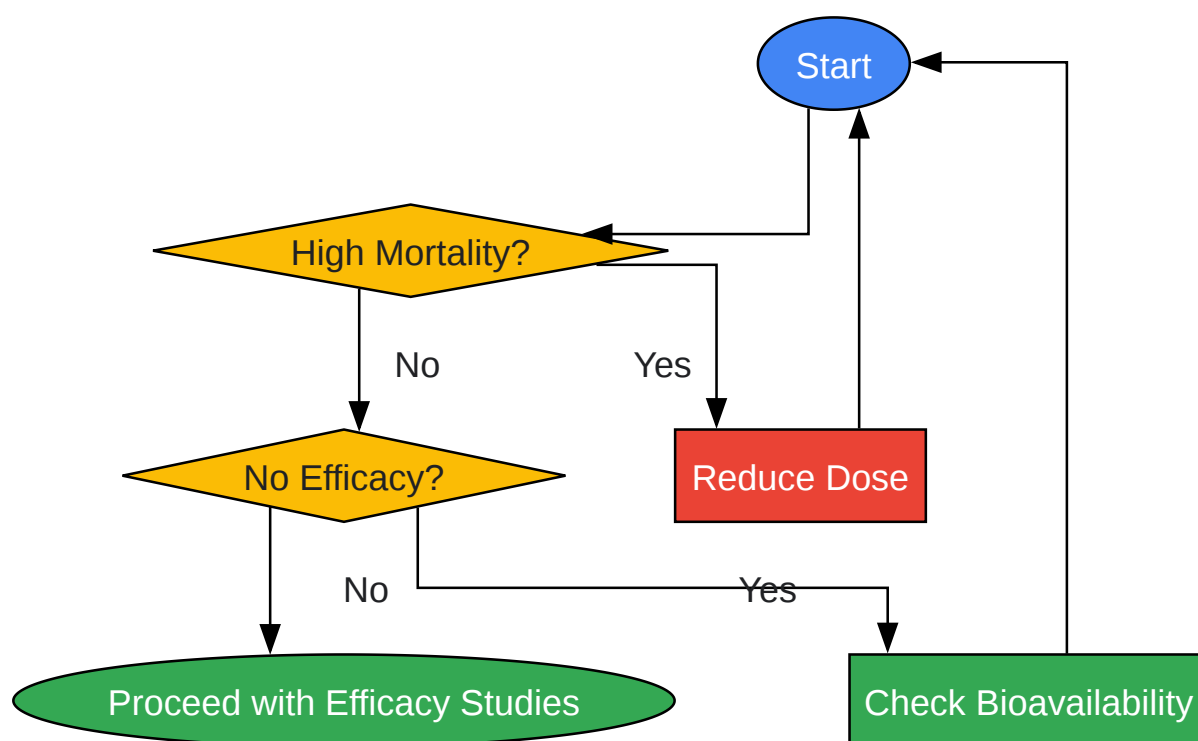 Start
High Mortality?
No
Yes
No Efficacy?
Reduce Dose
No
Yes
Proceed with Efficacy Studies
Check Bioavailability